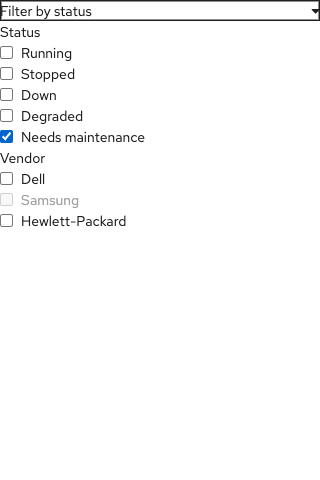 Filter by status
Status
Running
Stopped
Down
Degraded
Needs maintenance
Vendor
Dell
Samsung
Hewlett-Packard